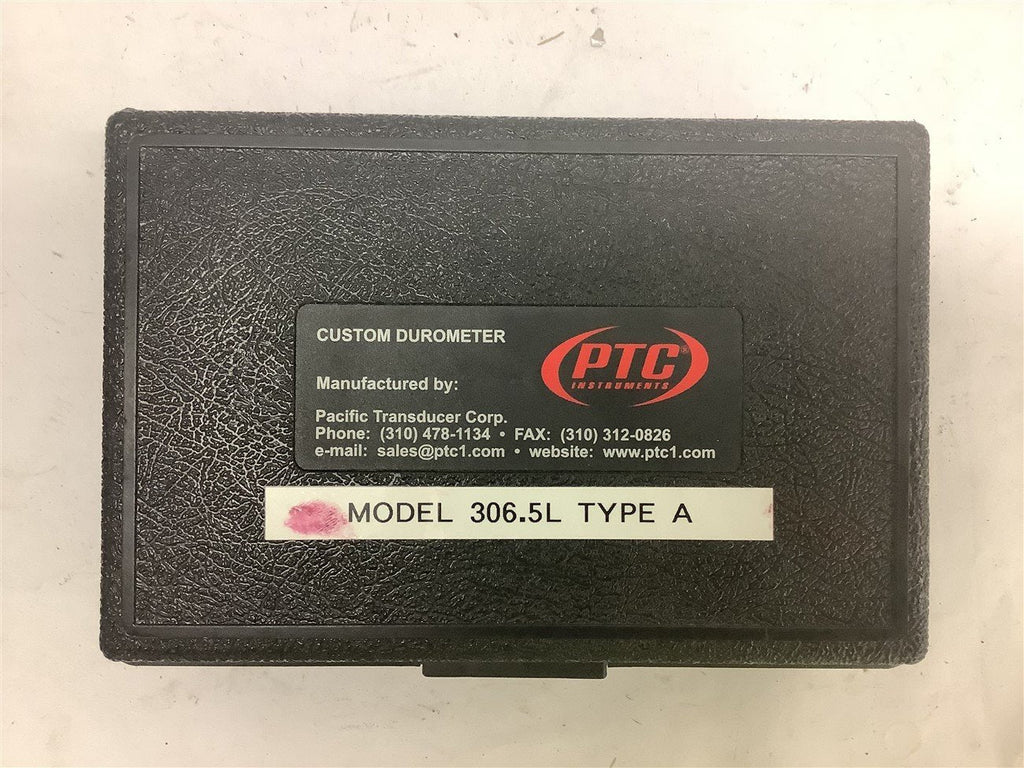 CUSTOM DUROMETER
PTC®
INSTRUMENTS
Manufactured by:
Pacific Transducer Corp.
Phone: (310) 478-1134 • FAX: (310) 312-0826
e-mail: sales@ptc1.com • website: www.ptc1.com
MODEL 306.5L TYPE A